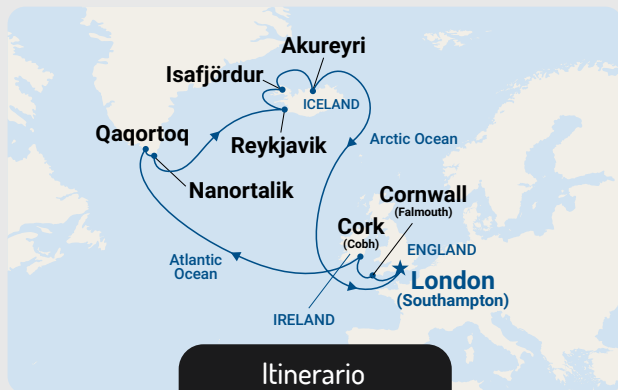 Akureyri
Isafjördur
ICELAND
Qaqortoq
Reykjavik
Arctic Ocean
Nanortalik
Cornwall
(Falmouth)
Cork
(Cobh)
ENGLAND
Atlantic
Ocean
London
(Southampton)
IRELAND
Itinerario